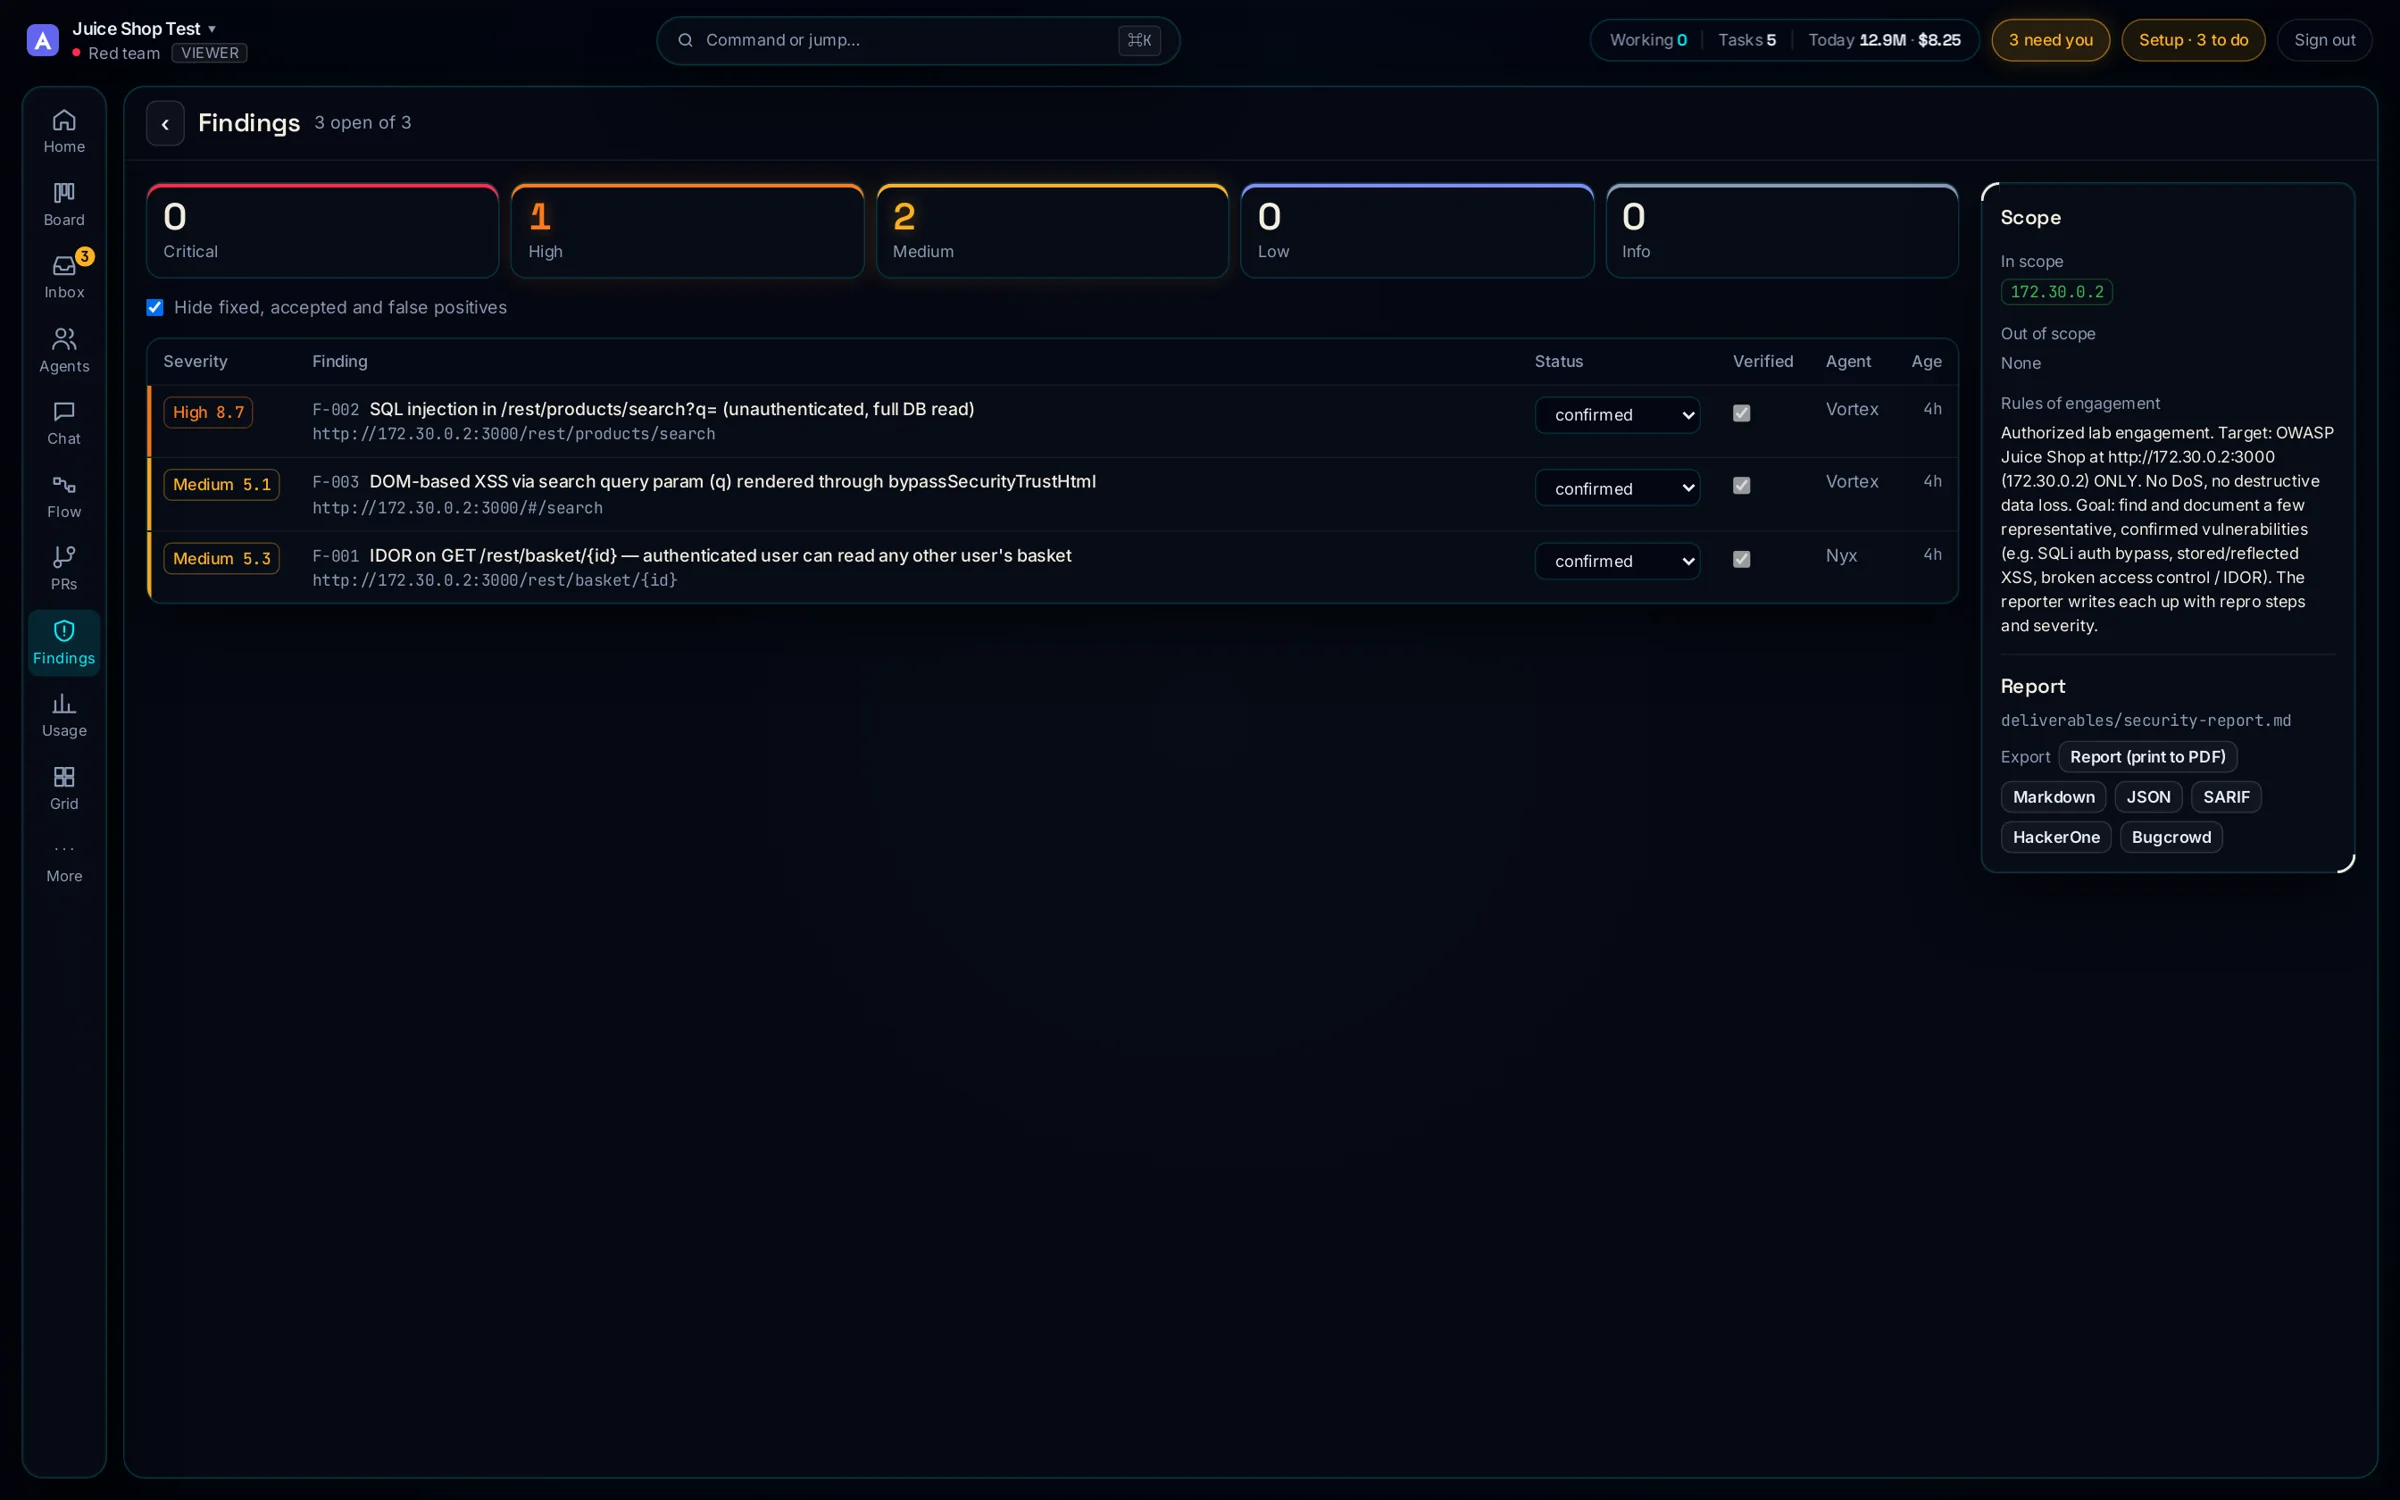 A
Juice Shop Test ▾
Red team VIEWER
Command or jump... ⌘K
Working 0 Tasks 5 Today 12.9M · $8.25
3 need you
Setup · 3 to do
Sign out
Home
Board
3
Inbox
Agents
Chat
Flow
PRs
Findings
Usage
Grid
...
More
‹ Findings 3 open of 3
0
Critical
1
High
2
Medium
0
Low
0
Info
Hide fixed, accepted and false positives
Severity Finding Status Verified Agent Age
High 8.7 F-002 SQL injection in /rest/products/search?q= (unauthenticated, full DB read) confirmed Vortex 4h
http://172.30.0.2:3000/rest/products/search
Medium 5.1 F-003 DOM-based XSS via search query param (q) rendered through bypassSecurityTrustHtml confirmed Vortex 4h
http://172.30.0.2:3000/#/search
Medium 5.3 F-001 IDOR on GET /rest/basket/{id} — authenticated user can read any other user's basket confirmed Nyx 4h
http://172.30.0.2:3000/rest/basket/{id}
Scope
In scope
172.30.0.2
Out of scope
None
Rules of engagement
Authorized lab engagement. Target: OWASP
Juice Shop at http://172.30.0.2:3000
(172.30.0.2) ONLY. No DoS, no destructive
data loss. Goal: find and document a few
representative, confirmed vulnerabilities
(e.g. SQLi auth bypass, stored/reflected
XSS, broken access control / IDOR). The
reporter writes each up with repro steps
and severity.
Report
deliverables/security-report.md
Export Report (print to PDF)
Markdown JSON SARIF
HackerOne Bugcrowd